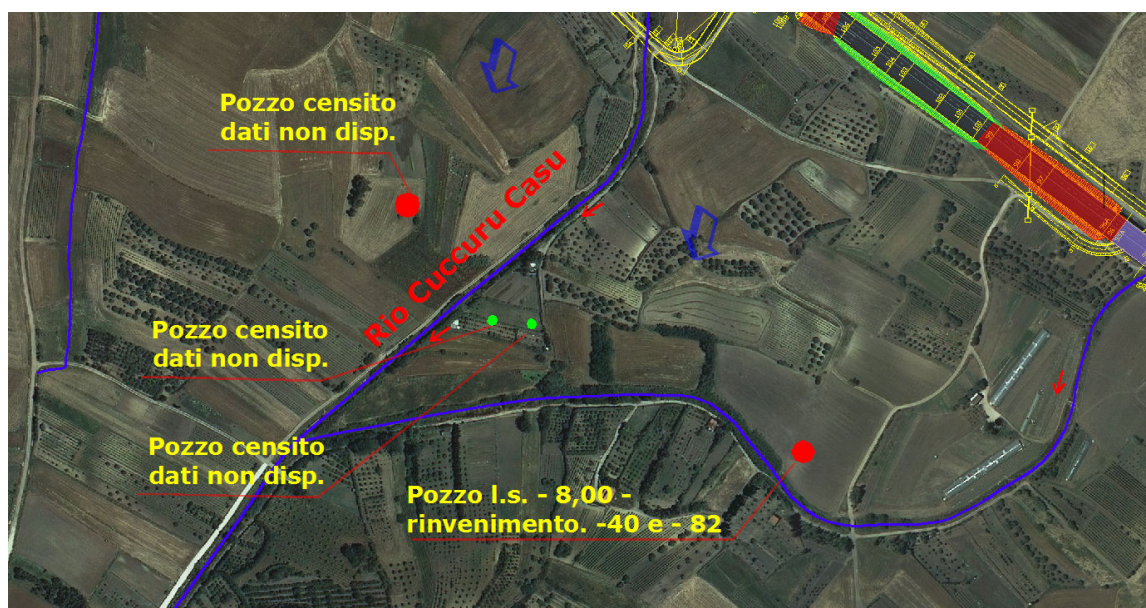 Pozzo censito
dati non disp.
Rio Cuccuru Casu
Pozzo censito
dati non disp.
Pozzo censito
dati non disp.
Pozzo l.s. - 8,00 -
rinvenimento. -40 e - 82